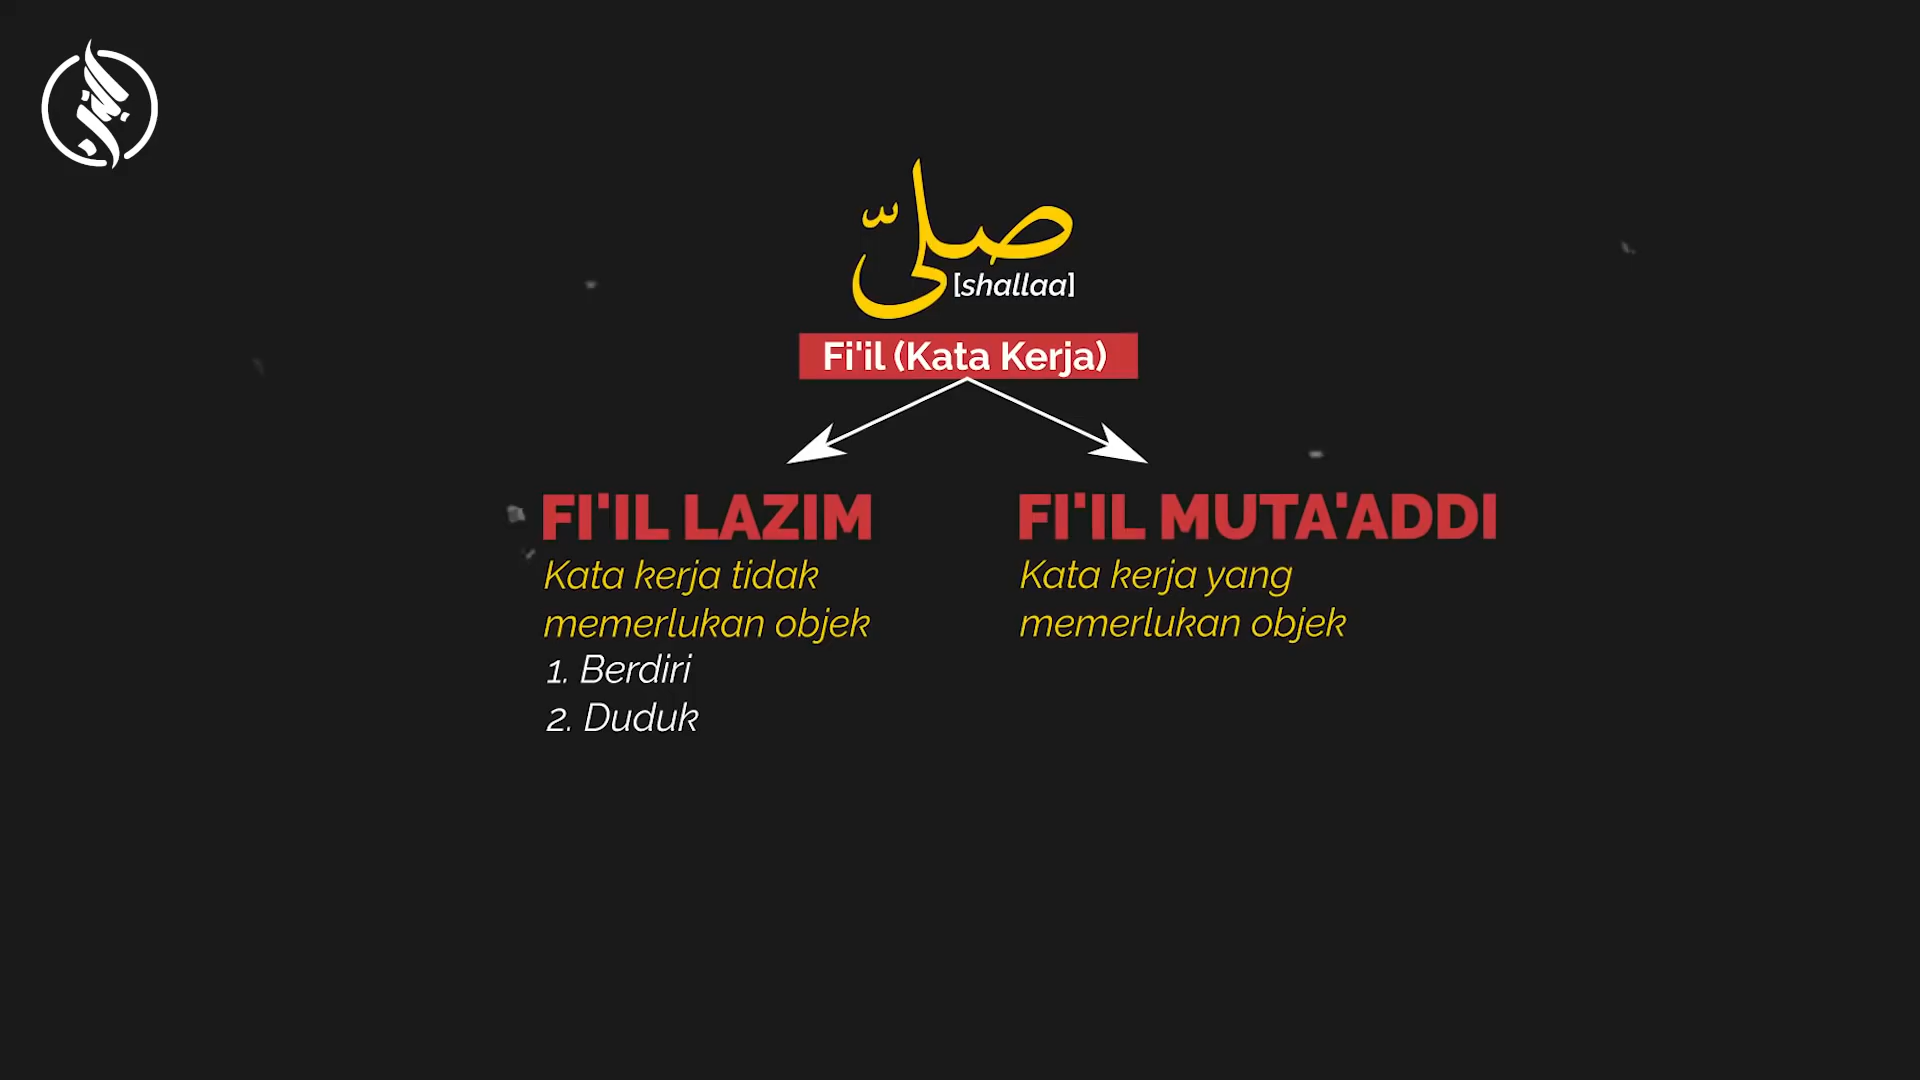 صلىّ
[shallaa]
Fi'il (Kata Kerja)
FI'IL LAZIM
Kata kerja tidak
memerlukan objek
1. Berdiri
2. Duduk
FI'IL MUTA'ADDI
Kata kerja yang
memerlukan objek